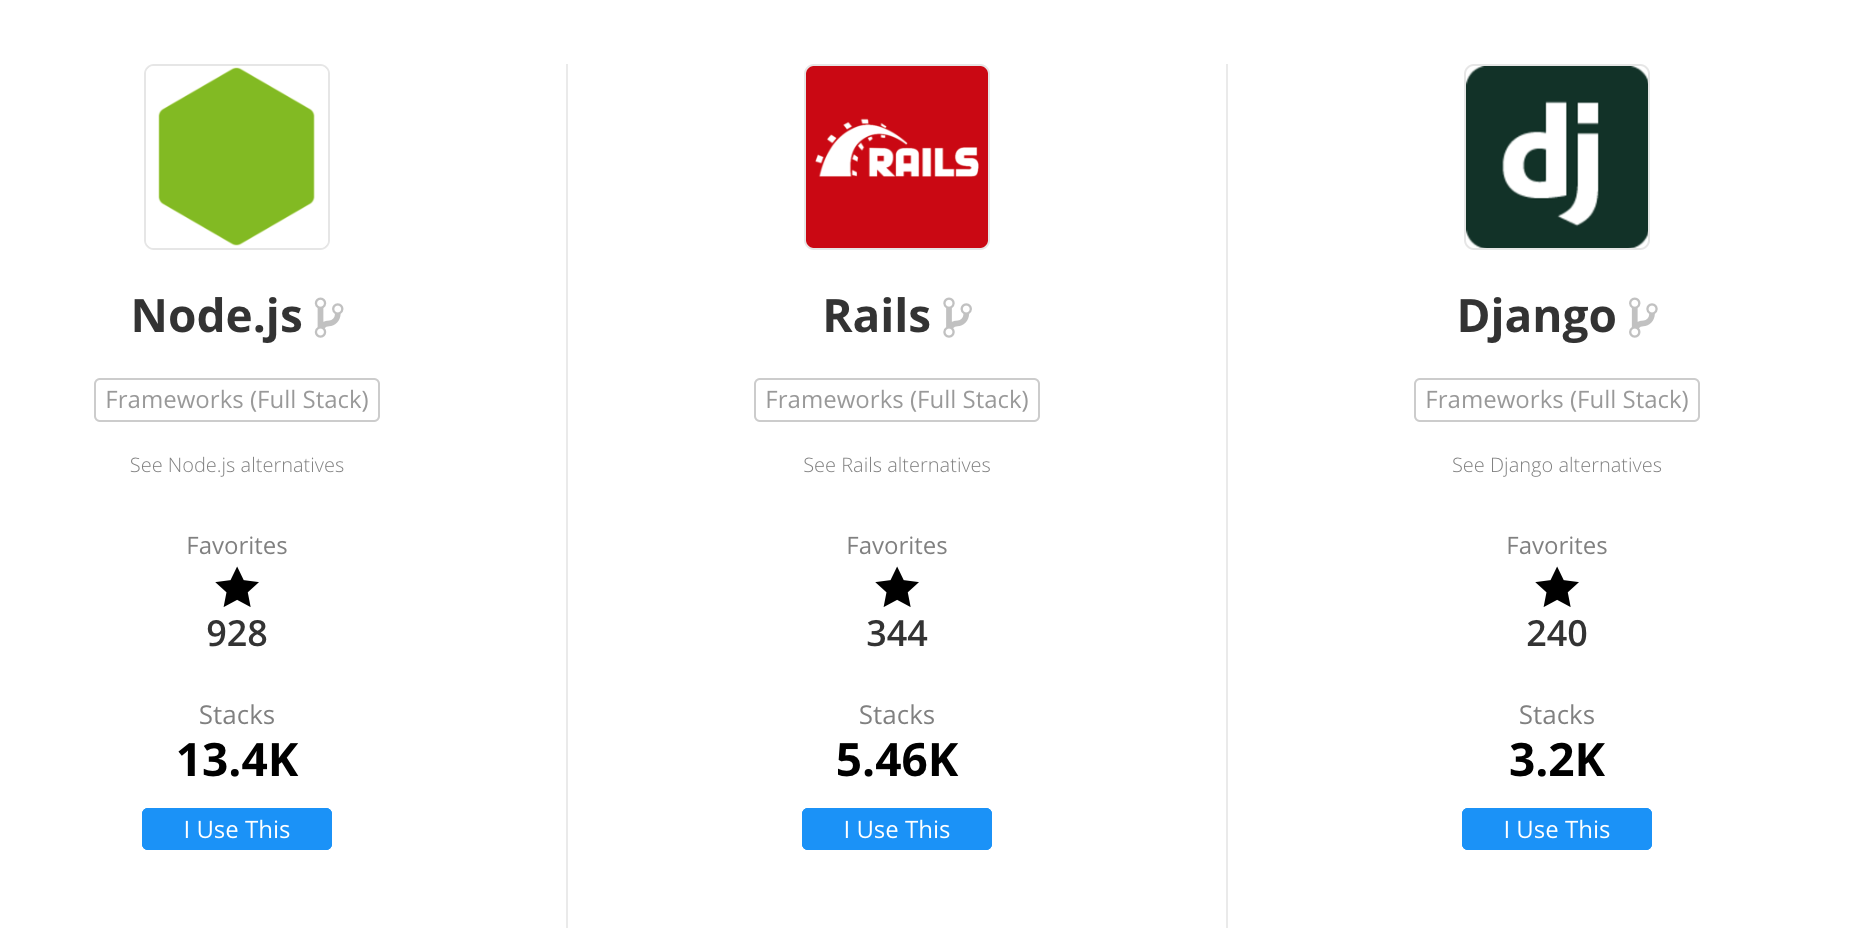 RAILS
dj
Node.js
Rails
Django
Frameworks (Full Stack)
Frameworks (Full Stack)
Frameworks (Full Stack)
See Node.js alternatives
See Rails alternatives
See Django alternatives
Favorites
Favorites
Favorites
928
344
240
Stacks
Stacks
Stacks
13.4K
5.46K
3.2K
I Use This
I Use This
I Use This